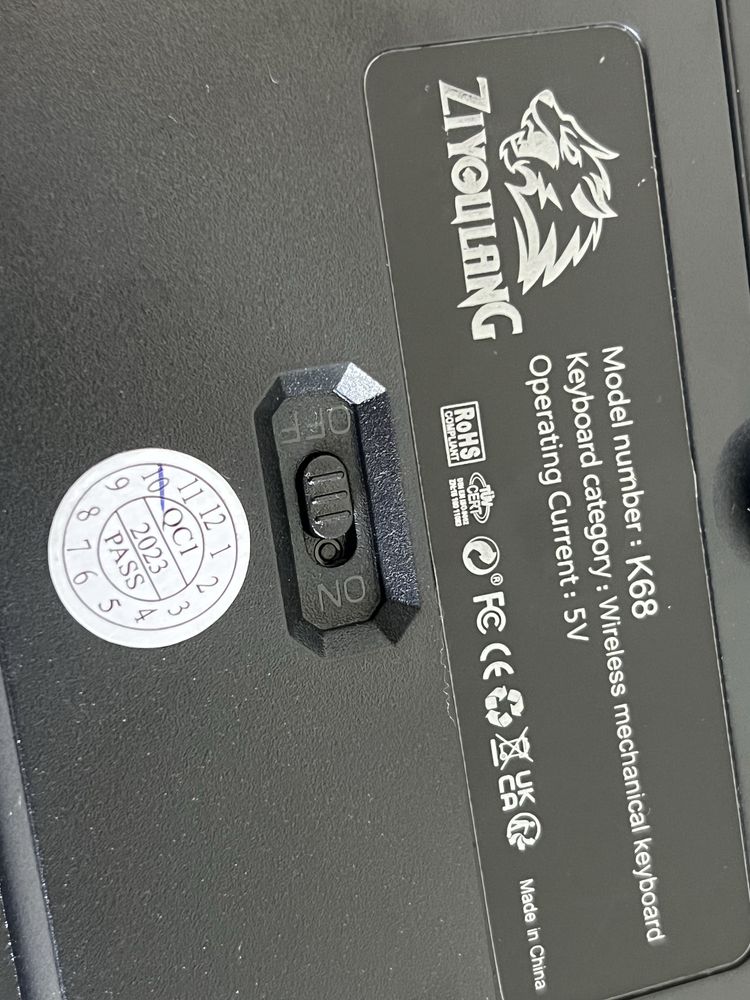 ZIYOULANG
Model number : K68
Keyboard category : Wireless mechanical keyboard
Operating Current : 5V
RoHS
COMPLIANT
TÜV
CERT
®
FC CE UK
CA
Made in China
OFF
ON
QC1
2023
PASS
1
2
3
4
5
6
7
8
9
10
11
12